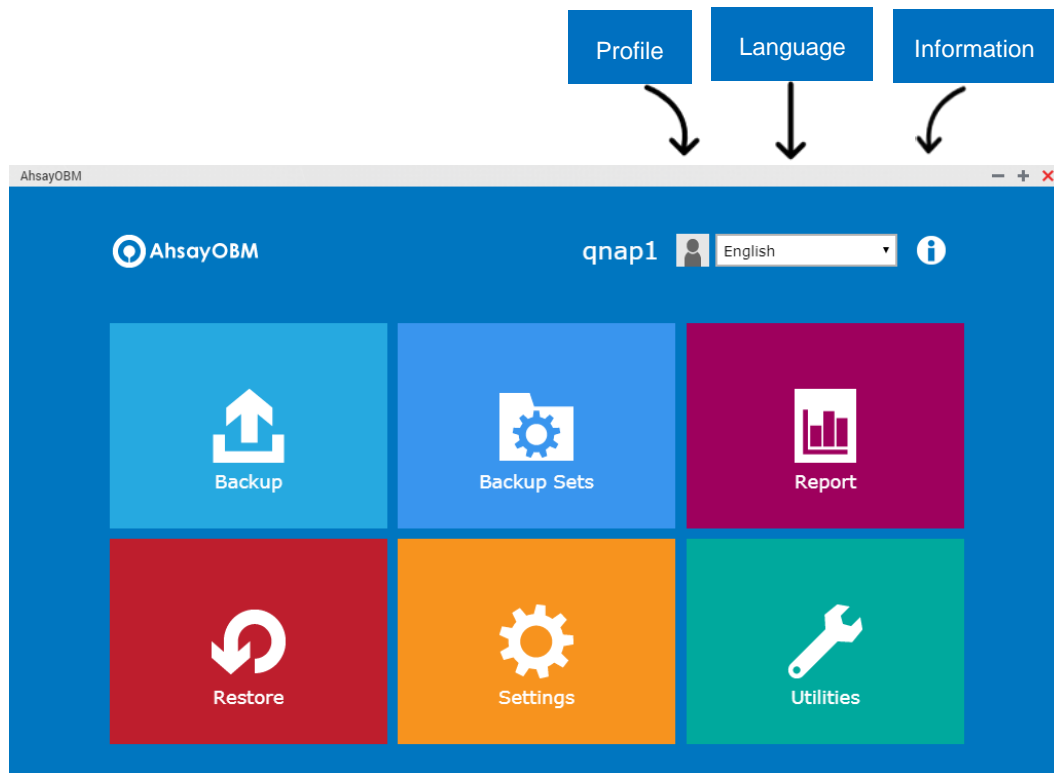 Profile
Language
Information
AhsayOBM
AhsayOBM
qnap1
English
Backup
Backup Sets
Report
Restore
Settings
Utilities